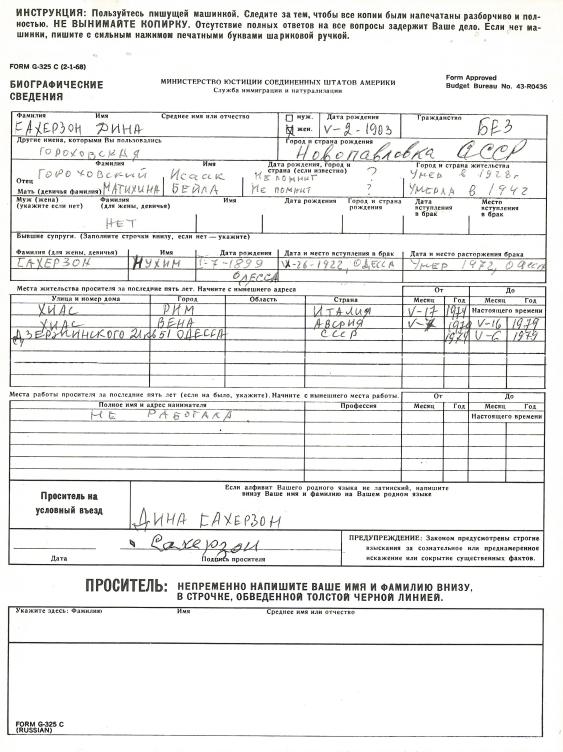 ИНСТРУКЦИЯ: Пользуйтесь пишущей машинкой. Следите за тем, чтобы все копии были напечатаны разборчиво и пол-
ностью. НЕ ВЫНИМАЙТЕ КОПИРКУ. Отсутствие полных ответов на все вопросы задержит Ваше дело. Если нет ма-
шинки, пишите с сильным нажимом печатными буквами шариковой ручкой.
FORM G-325 C (2-1-68)
БИОГРАФИЧЕСКИЕ СВЕДЕНИЯ
МИНИСТЕРСТВО ЮСТИЦИИ СОЕДИНЕННЫХ ШТАТОВ АМЕРИКИ
Служба иммиграции и натурализации
Form Approved
Budget Bureau No. 43-R0436
Фамилия Имя Среднее имя или отчество муж. Дата рождения Гражданство
САХЕРЗОН ДИНА жен. V-2-1903 БЕЗ
Другие имена, которыми Вы пользовались Город и страна рождения
ГОРОХОВСКАЯ Новопавловка СССР
Фамилия Имя Дата рождения, Город и страна (если известно) Город и страна жительства
Отец ГОРОХОВСКИЙ Исаак НЕ ПОМНИТ ? Умер в 1928г
Мать (девичья фамилия) МАТИХИНА БЕЙЛА Не помнит ? УМЕРЛА В 1942
Муж (жена) (укажите если нет) Фамилия (для жены, девичья) Имя Дата рождения Город и страна рождения Дата вступления в брак Место вступления в брак
НЕТ
Бывшие супруги. (Заполните строчки внизу, если нет — укажите)
Фамилия (для жены, девичья) Имя Дата рождения Дата и место вступления в брак Дата и место расторжения брака
САХЕРЗОН НУХИМ I-7-1899 -26-1922, ОДЕССА УМЕР 1972, Одесса
ОДЕССА
Места жительства просителя за последние пять лет. Начните с нынешнего адреса От До
Улица и номер дома Город Область Страна Месяц Год Месяц Год
ХИАС РИМ ИТАЛИЯ V-17 1979 Настоящего времени
ХИАС ВЕНА АВСРИЯ V-7 1979 V-16 1979
ДЗЕРЖИНСКОГО ОДЕССА СССР 1979 V-6 1979
Места работы просителя за последние пять лет (если на было, укажите). Начните с нынешнего места работы. От До
Полное имя и адрес нанимателя Профессия Месяц Год Месяц Год
НЕ РАБОТАЛА Настоящего времени
Если алфавит Вашего родного языка не латинский, напишите
внизу Ваше имя и фамилию на Вашем родном языке
Проситель на
условный въезд
ДИНА САХЕРЗОН
Сахерзон
Дата Подпись просителя
ПРЕДУПРЕЖДЕНИЕ: Законом предусмотрены строгие
взыскания за сознательное или преднамеренное
искажение или сокрытие существенных фактов.
ПРОСИТЕЛЬ: НЕПРЕМЕННО НАПИШИТЕ ВАШЕ ИМЯ И ФАМИЛИЮ ВНИЗУ,
В СТРОЧКЕ, ОБВЕДЕННОЙ ТОЛСТОЙ ЧЕРНОЙ ЛИНИЕЙ.
Укажите здесь: Фамилию Имя Среднее имя или отчество
FORM G-325 C
(RUSSIAN)